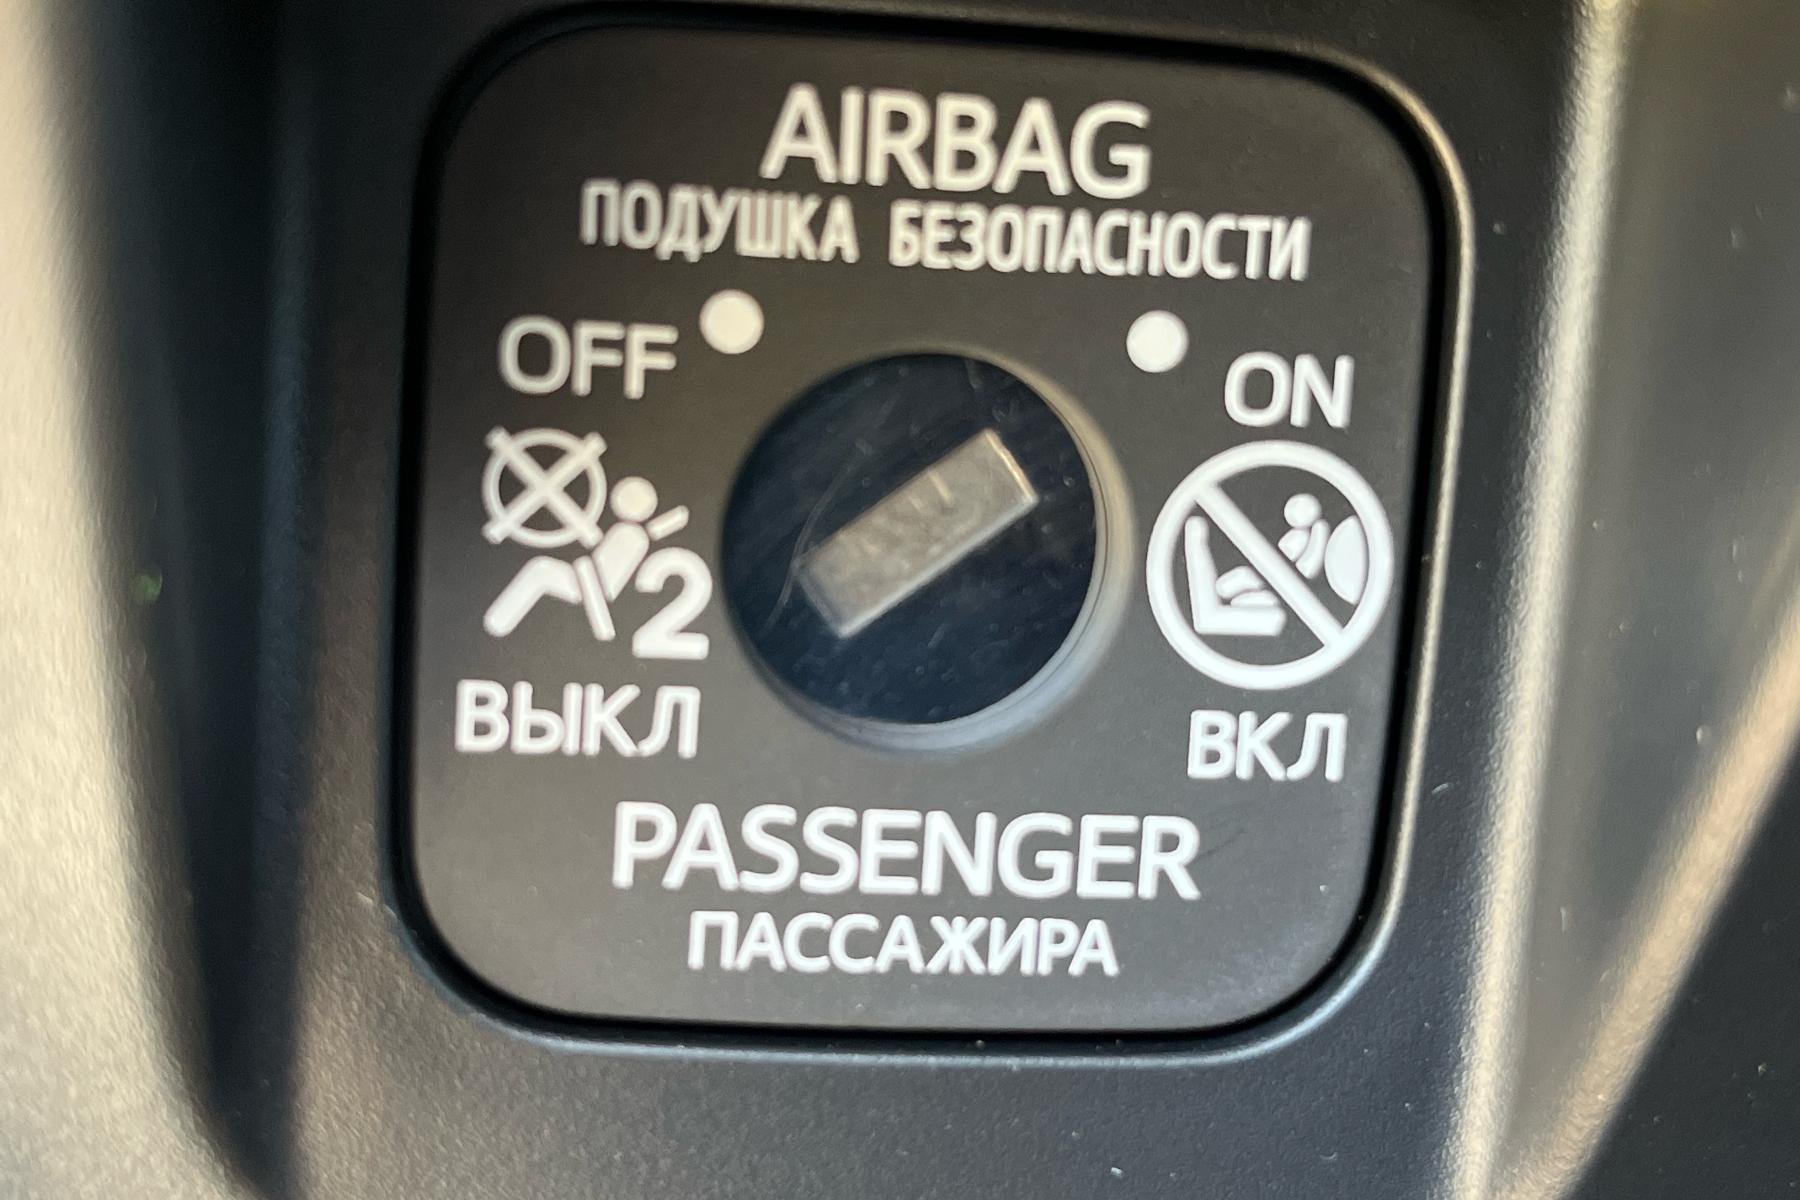 AIRBAG
ПОДУШКА БЕЗОПАСНОСТИ
OFF
ON
2
ВЫКЛ
ВКЛ
PASSENGER
ПАССАЖИРА